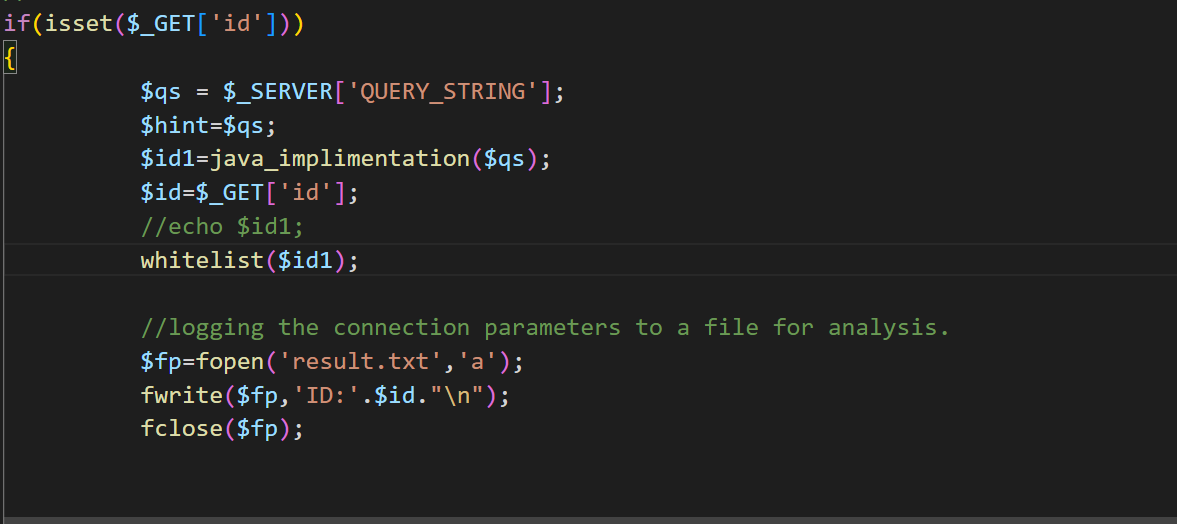 if(isset($_GET['id']))
{
$qs = $_SERVER['QUERY_STRING'];
$hint=$qs;
$id1=java_implimentation($qs);
$id=$_GET['id'];
//echo $id1;
whitelist($id1);
//logging the connection parameters to a file for analysis.
$fp=fopen('result.txt','a');
fwrite($fp,'ID:'.$id."\n");
fclose($fp);